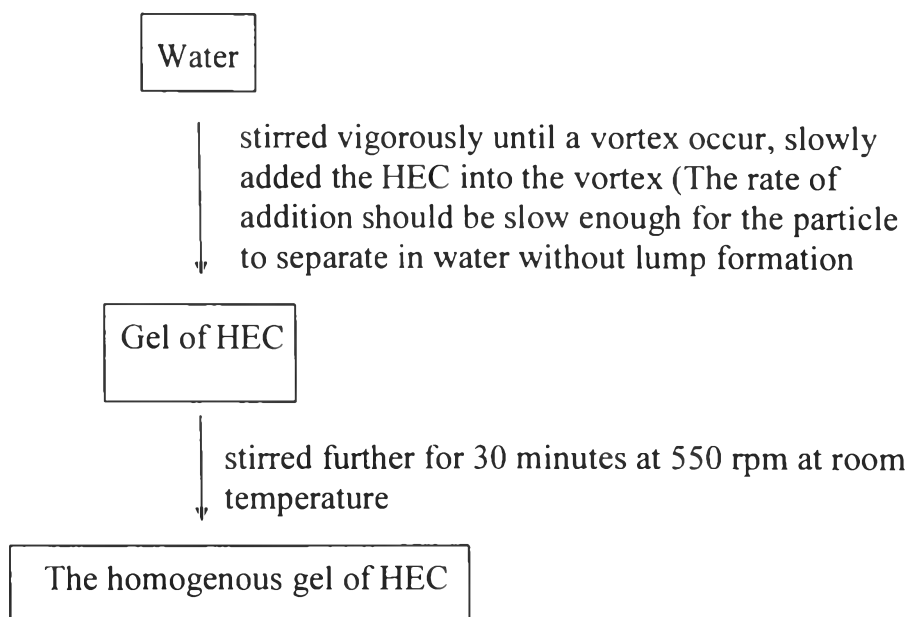 Water
stirred vigorously until a vortex occur, slowly
added the HEC into the vortex (The rate of
addition should be slow enough for the particle
to separate in water without lump formation
Gel of HEC
stirred further for 30 minutes at 550 rpm at room
temperature
The homogenous gel of HEC